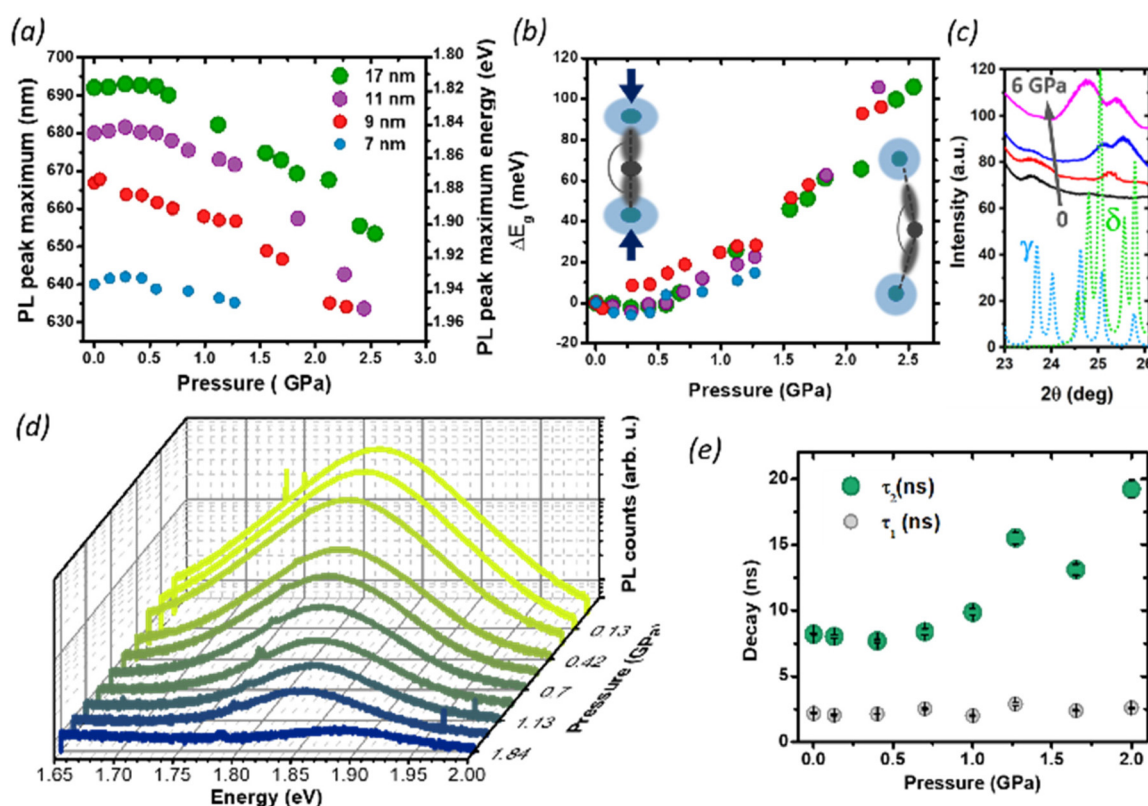 (a)
PL peak maximum (nm)
700
690
680
670
660
650
640
630
17 nm
11 nm
9 nm
7 nm
0.0 0.5 1.0 1.5 2.0 2.5 3.0
Pressure ( GPa)
1.80
1.82
1.84
1.86
1.88
1.90
1.92
1.94
1.96
PL peak maximum energy (eV)
(b)
ΔEg (meV)
120
100
80
60
40
20
0
-20
0.0 0.5 1.0 1.5 2.0 2.5
Pressure (GPa)
(c)
Intensity (a.u.)
120
100
80
60
40
20
0
6 GPa
0
γ
δ
23 24 25 26
2θ (deg)
(d)
PL counts (arb. u.)
0.13
0.42
0.7
1.13
1.84
Pressure (GPa)
1.65 1.70 1.75 1.80 1.85 1.90 1.95 2.00
Energy (eV)
(e)
Decay (ns)
20
15
10
5
0
τ2(ns)
τ1 (ns)
0.0 0.5 1.0 1.5 2.0
Pressure (GPa)